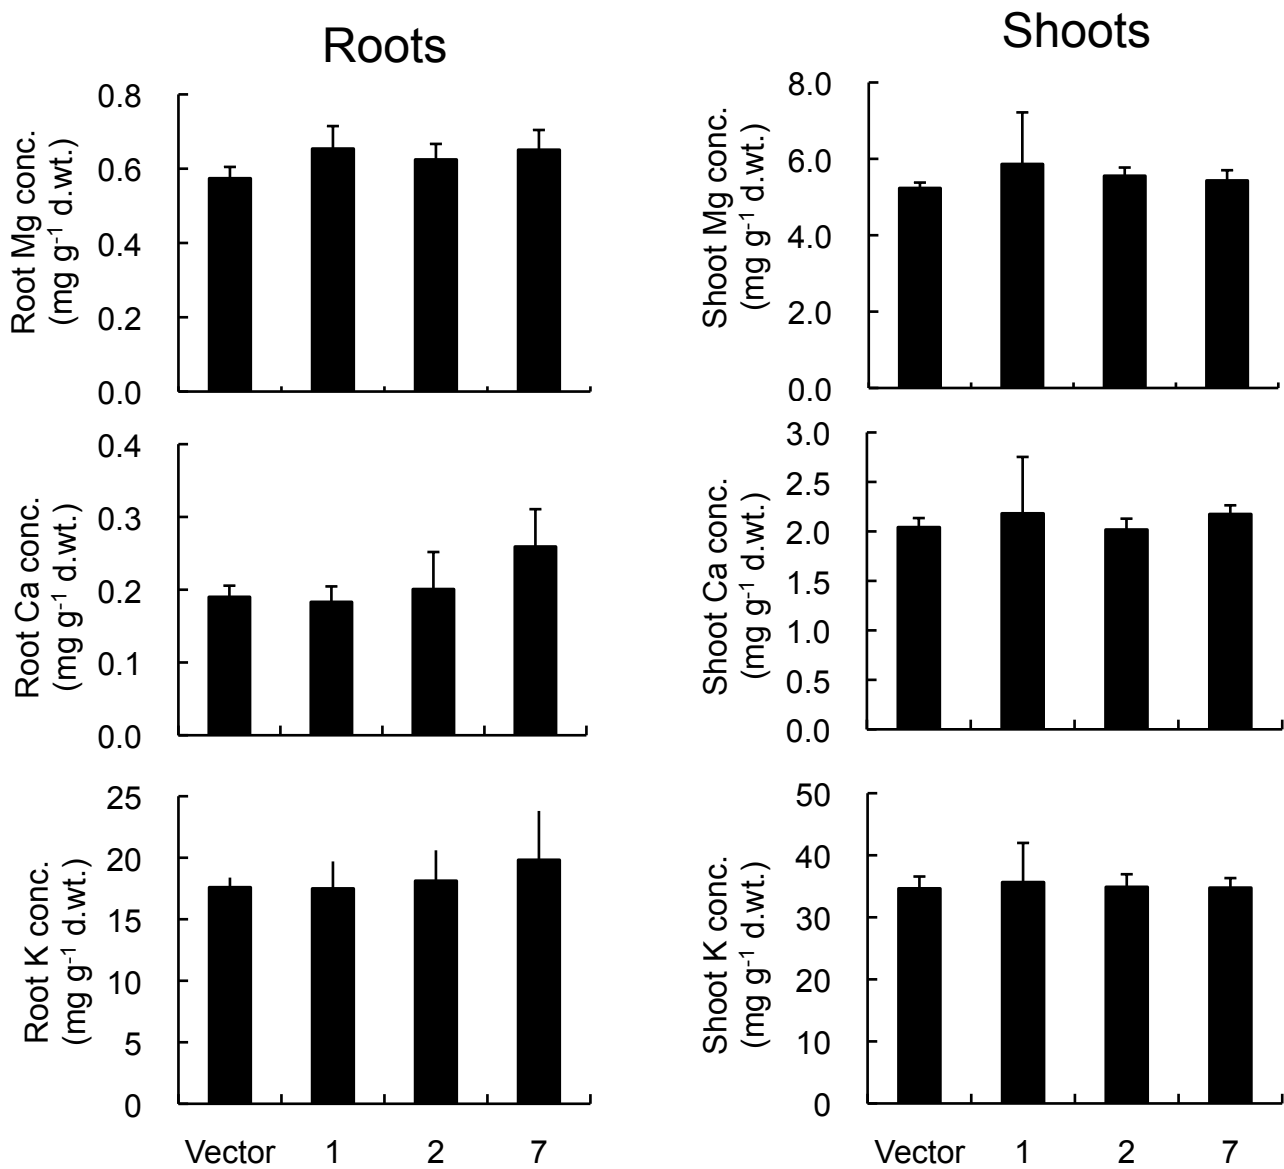 Roots
Shoots
Root Mg conc.
(mg g⁻¹ d.wt.)
0.8
0.6
0.4
0.2
0.0
Shoot Mg conc.
(mg g⁻¹ d.wt.)
8.0
6.0
4.0
2.0
0.0
Root Ca conc.
(mg g⁻¹ d.wt.)
0.4
0.3
0.2
0.1
0.0
Shoot Ca conc.
(mg g⁻¹ d.wt.)
3.0
2.5
2.0
1.5
1.0
0.5
0.0
Root K conc.
(mg g⁻¹ d.wt.)
25
20
15
10
5
0
Shoot K conc.
(mg g⁻¹ d.wt.)
50
40
30
20
10
0
Vector 1 2 7
Vector 1 2 7